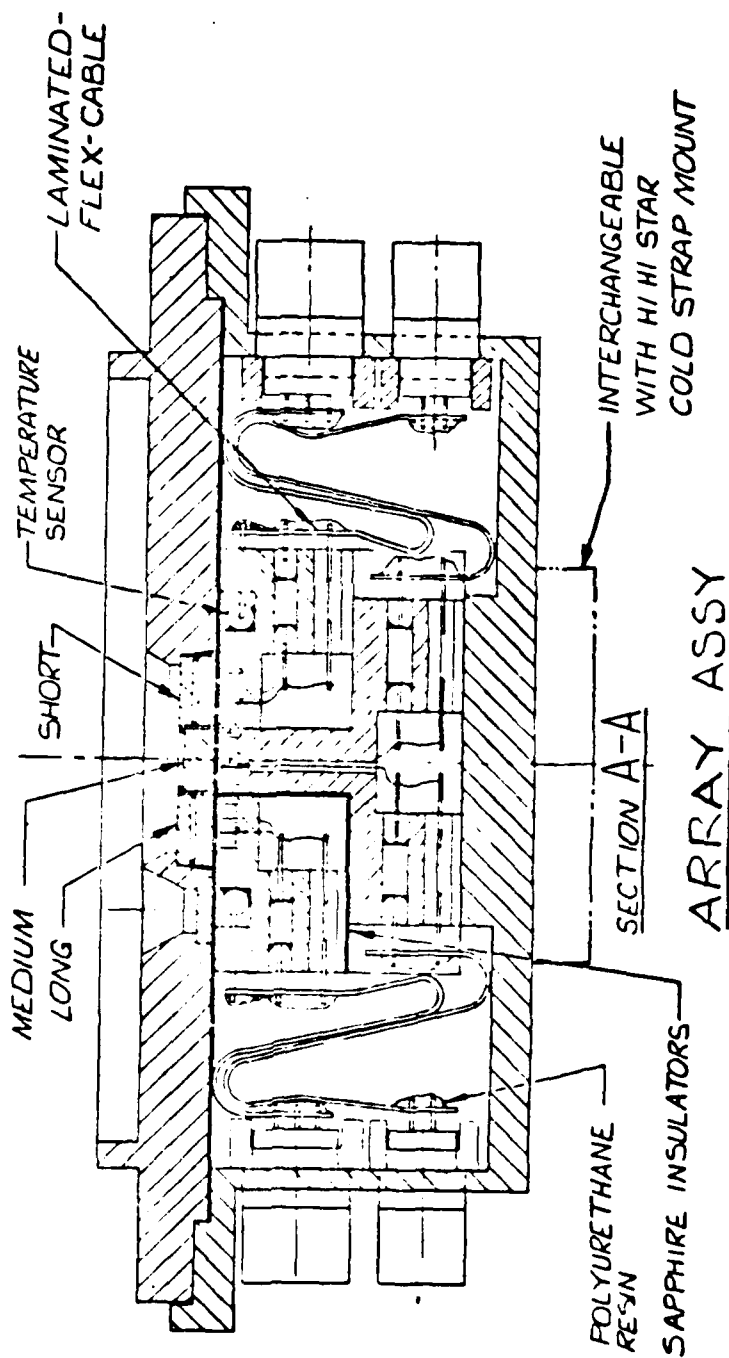 MEDIUM
LONG
SHORT
TEMPERATURE
SENSOR
LAMINATED-
FLEX-CABLE
POLYURETHANE
RESIN
SAPPHIRE INSULATORS
SECTION A-A
ARRAY ASSY
INTERCHANGEABLE
WITH HI HI STAR
COLD STRAP MOUNT